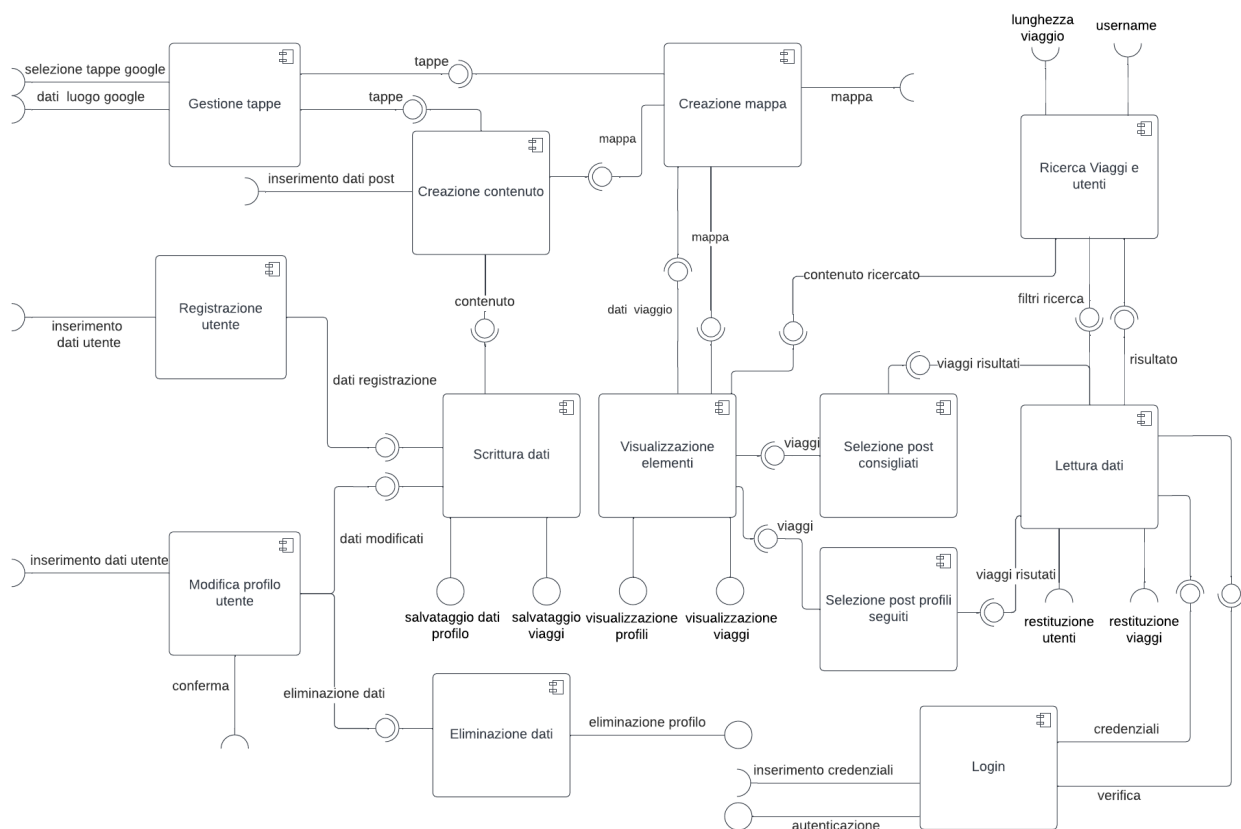 lunghezza
viaggio
username
selezione tappe google
dati luogo google
Gestione tappe
tappe
tappe
Creazione mappa
mappa
mappa
Creazione contenuto
inserimento dati post
Ricerca Viaggi e
utenti
mappa
contenuto ricercato
filtri ricerca
dati viaggio
contenuto
Registrazione
utente
inserimento
dati utente
dati registrazione
viaggi risultati
risultato
Scrittura dati
Visualizzazione
elementi
viaggi
Selezione post
consigliati
Lettura dati
dati modificati
viaggi
inserimento dati utente
Modifica profilo
utente
salvataggio dati
profilo
salvataggio
viaggi
visualizzazione
profili
visualizzazione
viaggi
Selezione post profili
seguiti
viaggi risutati
restituzione
utenti
restituzione
viaggi
conferma
eliminazione dati
Eliminazione dati
eliminazione profilo
credenziali
inserimento credenziali
Login
verifica
autenticazione